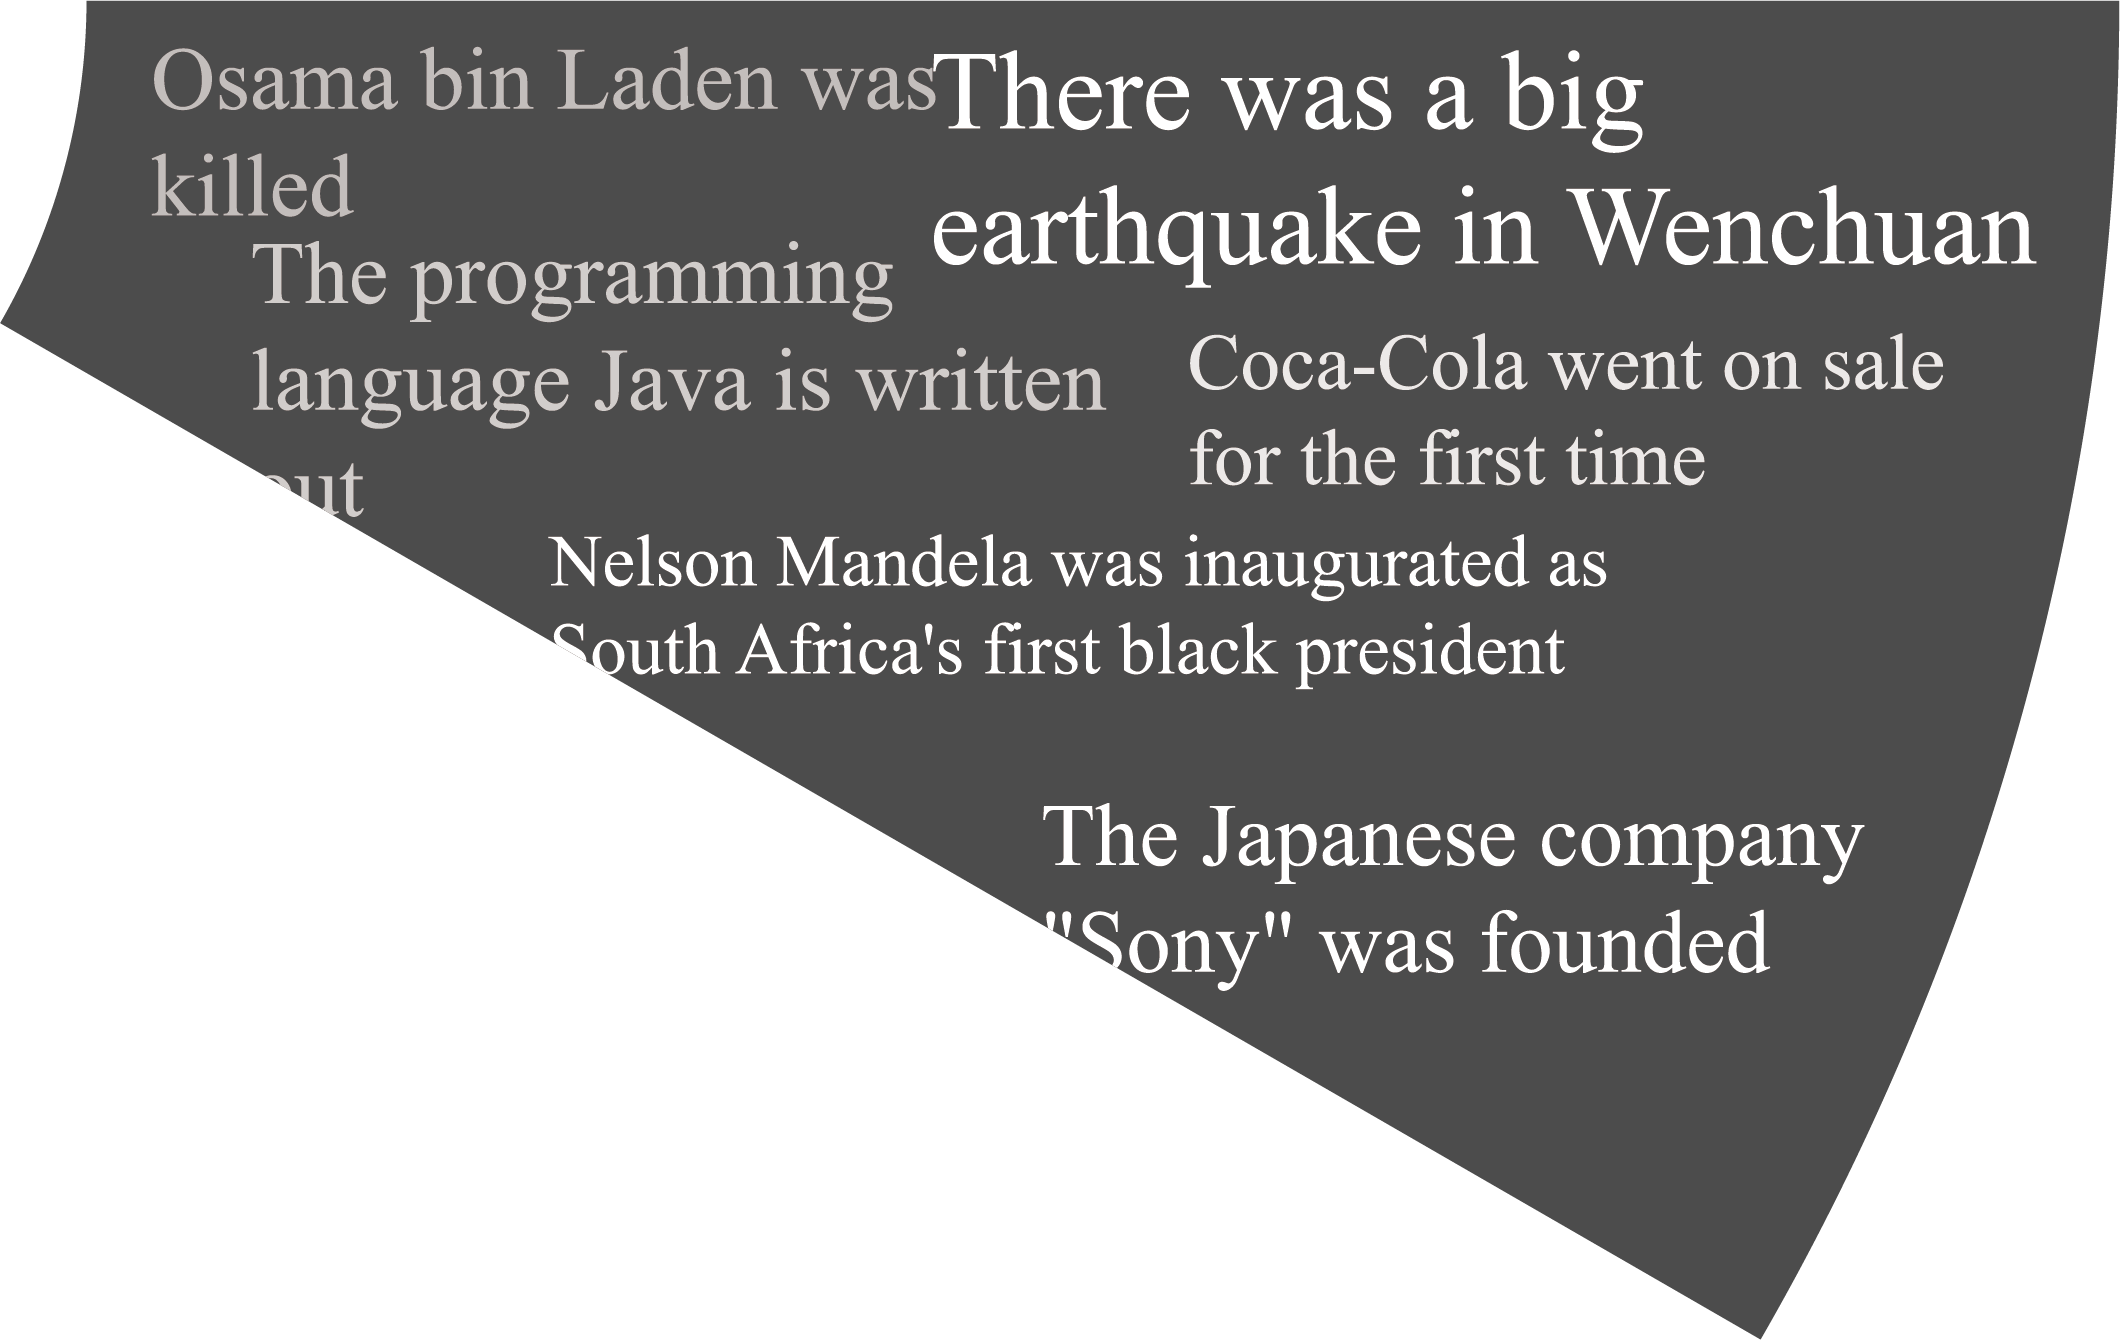 Osama bin Laden was
killed
There was a big
earthquake in Wenchuan
The programming
language Java is written
out
Coca-Cola went on sale
for the first time
Nelson Mandela was inaugurated as
South Africa's first black president
The Japanese company
"Sony" was founded